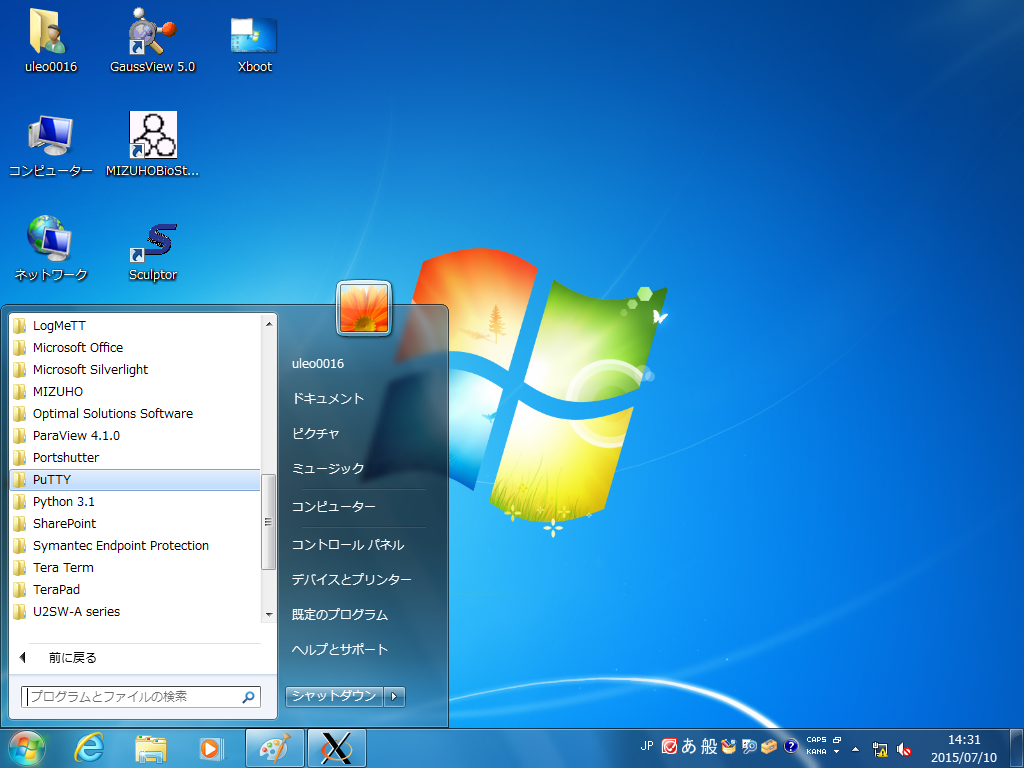 uleo0016
GaussView 5.0
Xboot
コンピューター
MIZUHOBioSt...
ネットワーク
Sculptor
LogMeTT
Microsoft Office
Microsoft Silverlight
MIZUHO
Optimal Solutions Software
ParaView 4.1.0
Portshutter
PuTTY
Python 3.1
SharePoint
Symantec Endpoint Protection
Tera Term
TeraPad
U2SW-A series
前に戻る
プログラムとファイルの検索
uleo0016
ドキュメント
ピクチャ
ミュージック
コンピューター
コントロール パネル
デバイスとプリンター
既定のプログラム
ヘルプとサポート
シャットダウン
JP あ 般
CAPS
KANA
14:31
2015/07/10